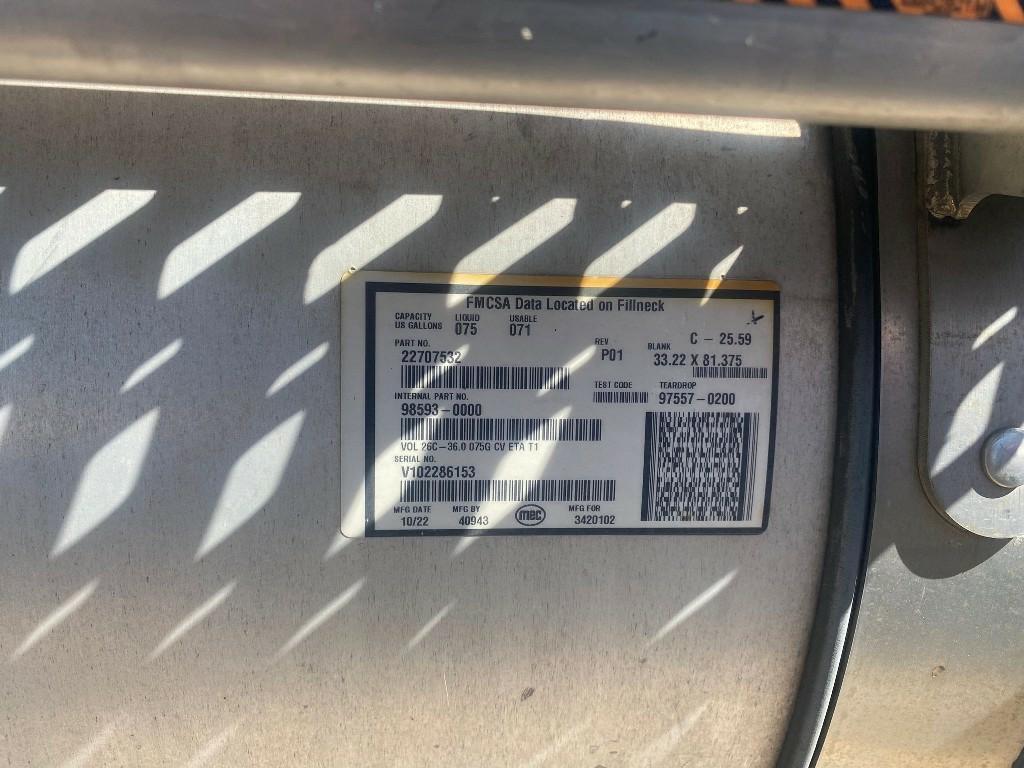 FMCSA Data Located on Fillneck
CAPACITY US GALLONS
LIQUID 075
USABLE 071
C - 25.59
PART NO.
22707532
REV P01
BLANK 33.22 X 81.375
INTERNAL PART NO.
98593-0000
TEST CODE
TEARDROP
97557-0200
VOL 26C-36.0 075G CV ETA T1
SERIAL NO.
V102286153
MFG DATE 10/22
MFG BY 40943
mec
MFG FOR 3420102